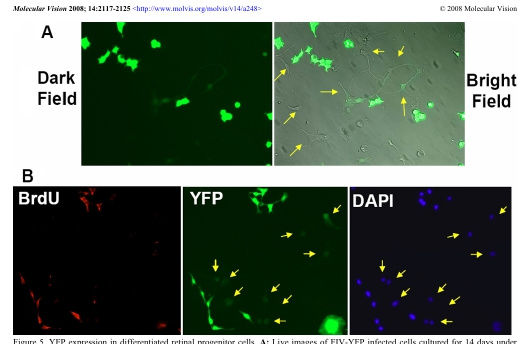 Molecular Vision 2008; 14:2117-2125 <http://www.molvis.org/molvis/v14/a248>
© 2008 Molecular Vision
A
Dark Field
Bright Field
B
BrdU
YFP
DAPI
Figure 5. YFP expression in differentiated retinal progenitor cells. A: Live images of FIV-YFP infected cells cultured for 14 days under